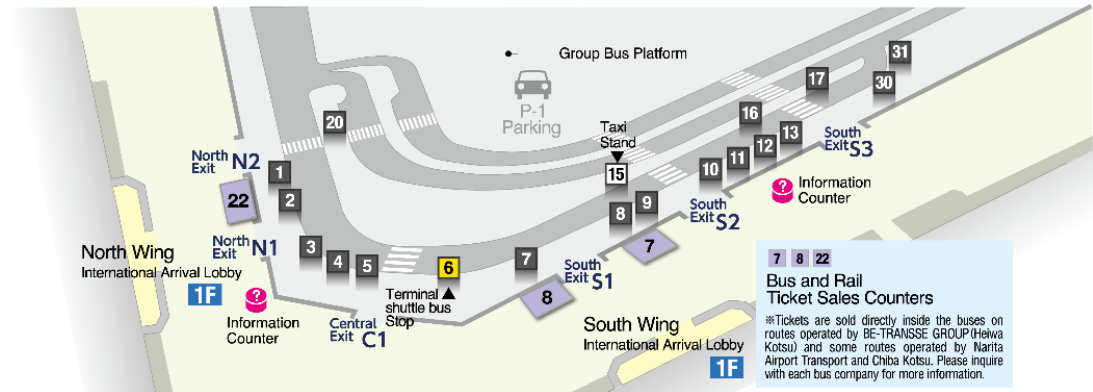 Group Bus Platform
P-1
Parking
Taxi
Stand
31
30
17
16
13
12
11
10
South
Exit S3
20
15
9
8
South
Exit S2
Information
Counter
North
Exit N2
1
22
2
North
Exit N1
3
4
5
6
7
Terminal
shuttle bus
Stop
South
Exit S1
7
8
North Wing
International Arrival Lobby
1F
?
Information
Counter
Central
Exit C1
South Wing
International Arrival Lobby
1F
?
7 8 22
Bus and Rail
Ticket Sales Counters
※Tickets are sold directly inside the buses on
routes operated by BE-TRANSSE GROUP(Heiwa
Kotsu) and some routes operated by Narita
Airport Transport and Chiba Kotsu. Please inquire
with each bus company for more information.